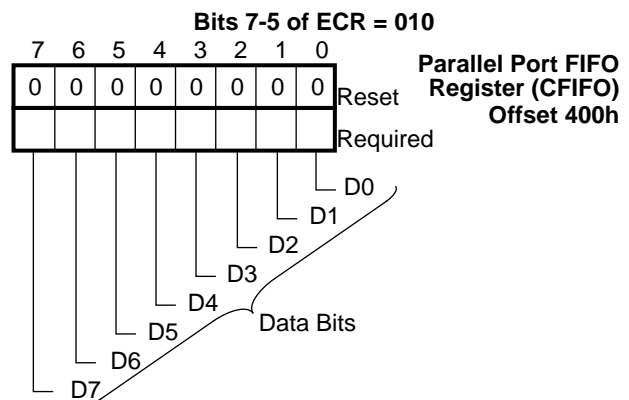 Bits 7-5 of ECR = 010
7 6 5 4 3 2 1 0
Parallel Port FIFO
Register (CFIFO)
Offset 400h
0 0 0 0 0 0 0 0 Reset
Required
D0
D1
D2
D3
D4
Data Bits
D5
D6
D7